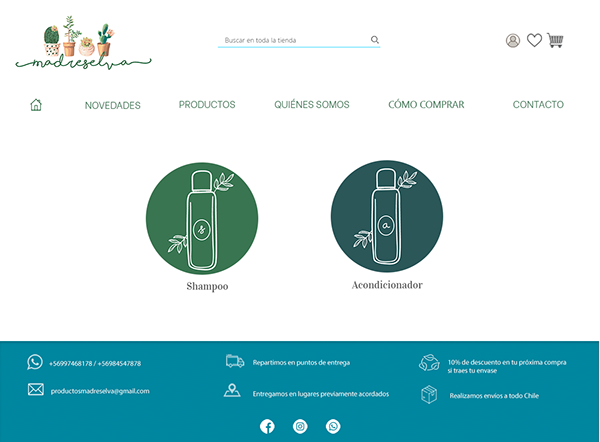 madreselva
Buscar en toda la tienda
NOVEDADES
PRODUCTOS
QUIÉNES SOMOS
CÓMO COMPRAR
CONTACTO
s
a
Shampoo
Acondicionador
+56997468178 / +56984547878
Repartimos en puntos de entrega
10% de descuento en tu próxima compra
si traes tu envase
productosmadreselva@gmail.com
Entregamos en lugares previamente acordados
Realizamos envíos a todo Chile